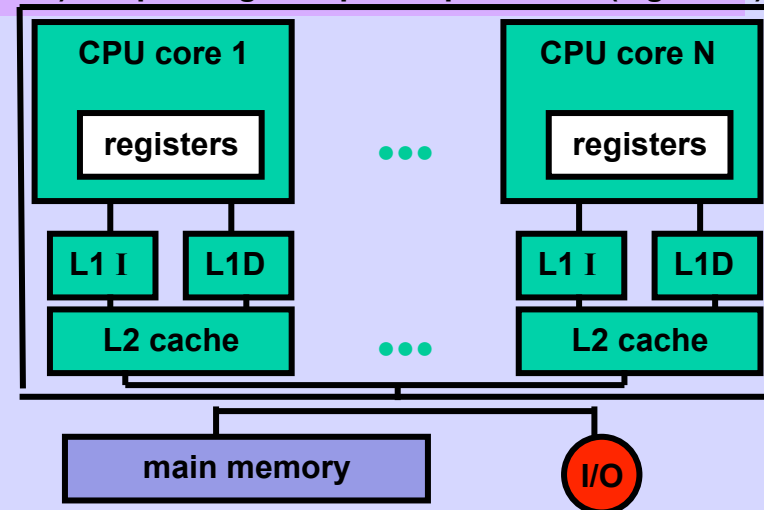 CPU core 1 CPU core N
registers registers
L1 I L1D L1 I L1D
L2 cache L2 cache
main memory I/O